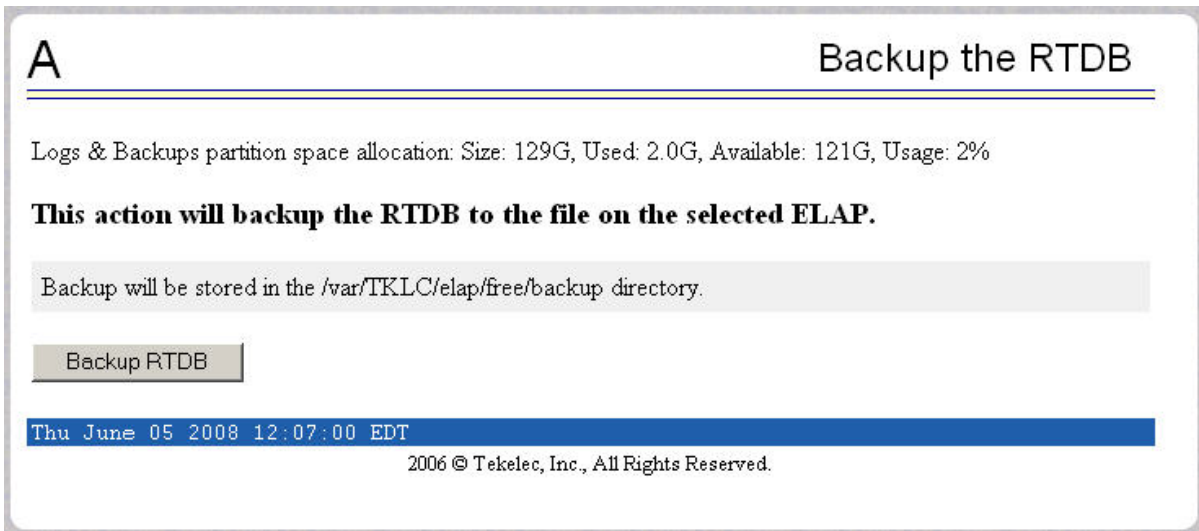 A
Backup the RTDB
Logs & Backups partition space allocation: Size: 129G, Used: 2.0G, Available: 121G, Usage: 2%
This action will backup the RTDB to the file on the selected ELAP.
Backup will be stored in the /var/TKLC/elap/free/backup directory.
Backup RTDB
Thu June 05 2008 12:07:00 EDT
2006 © Tekelec, Inc., All Rights Reserved.